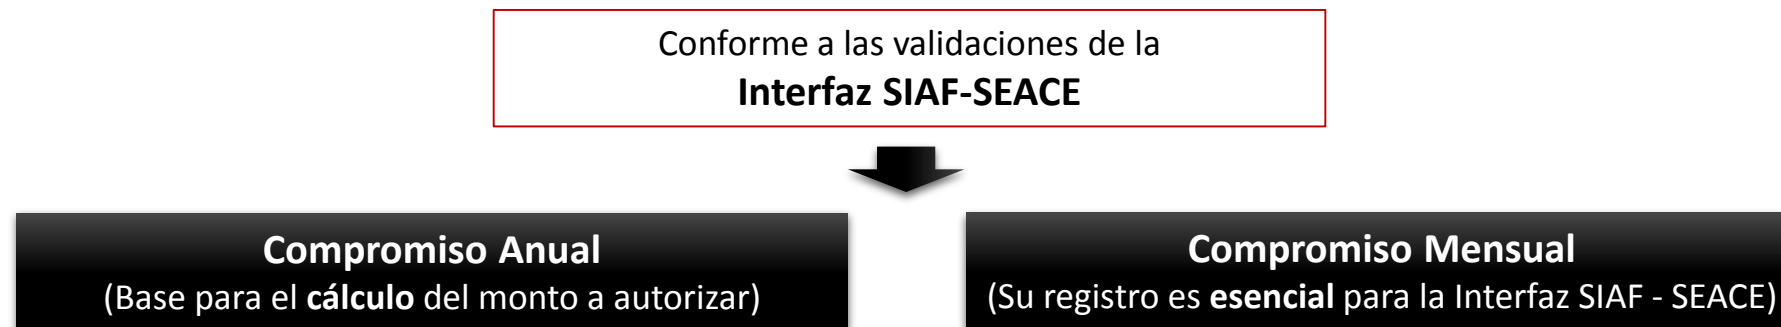 Conforme a las validaciones de la
Interfaz SIAF-SEACE
Compromiso Anual
(Base para el cálculo del monto a autorizar)
Compromiso Mensual
(Su registro es esencial para la Interfaz SIAF - SEACE)